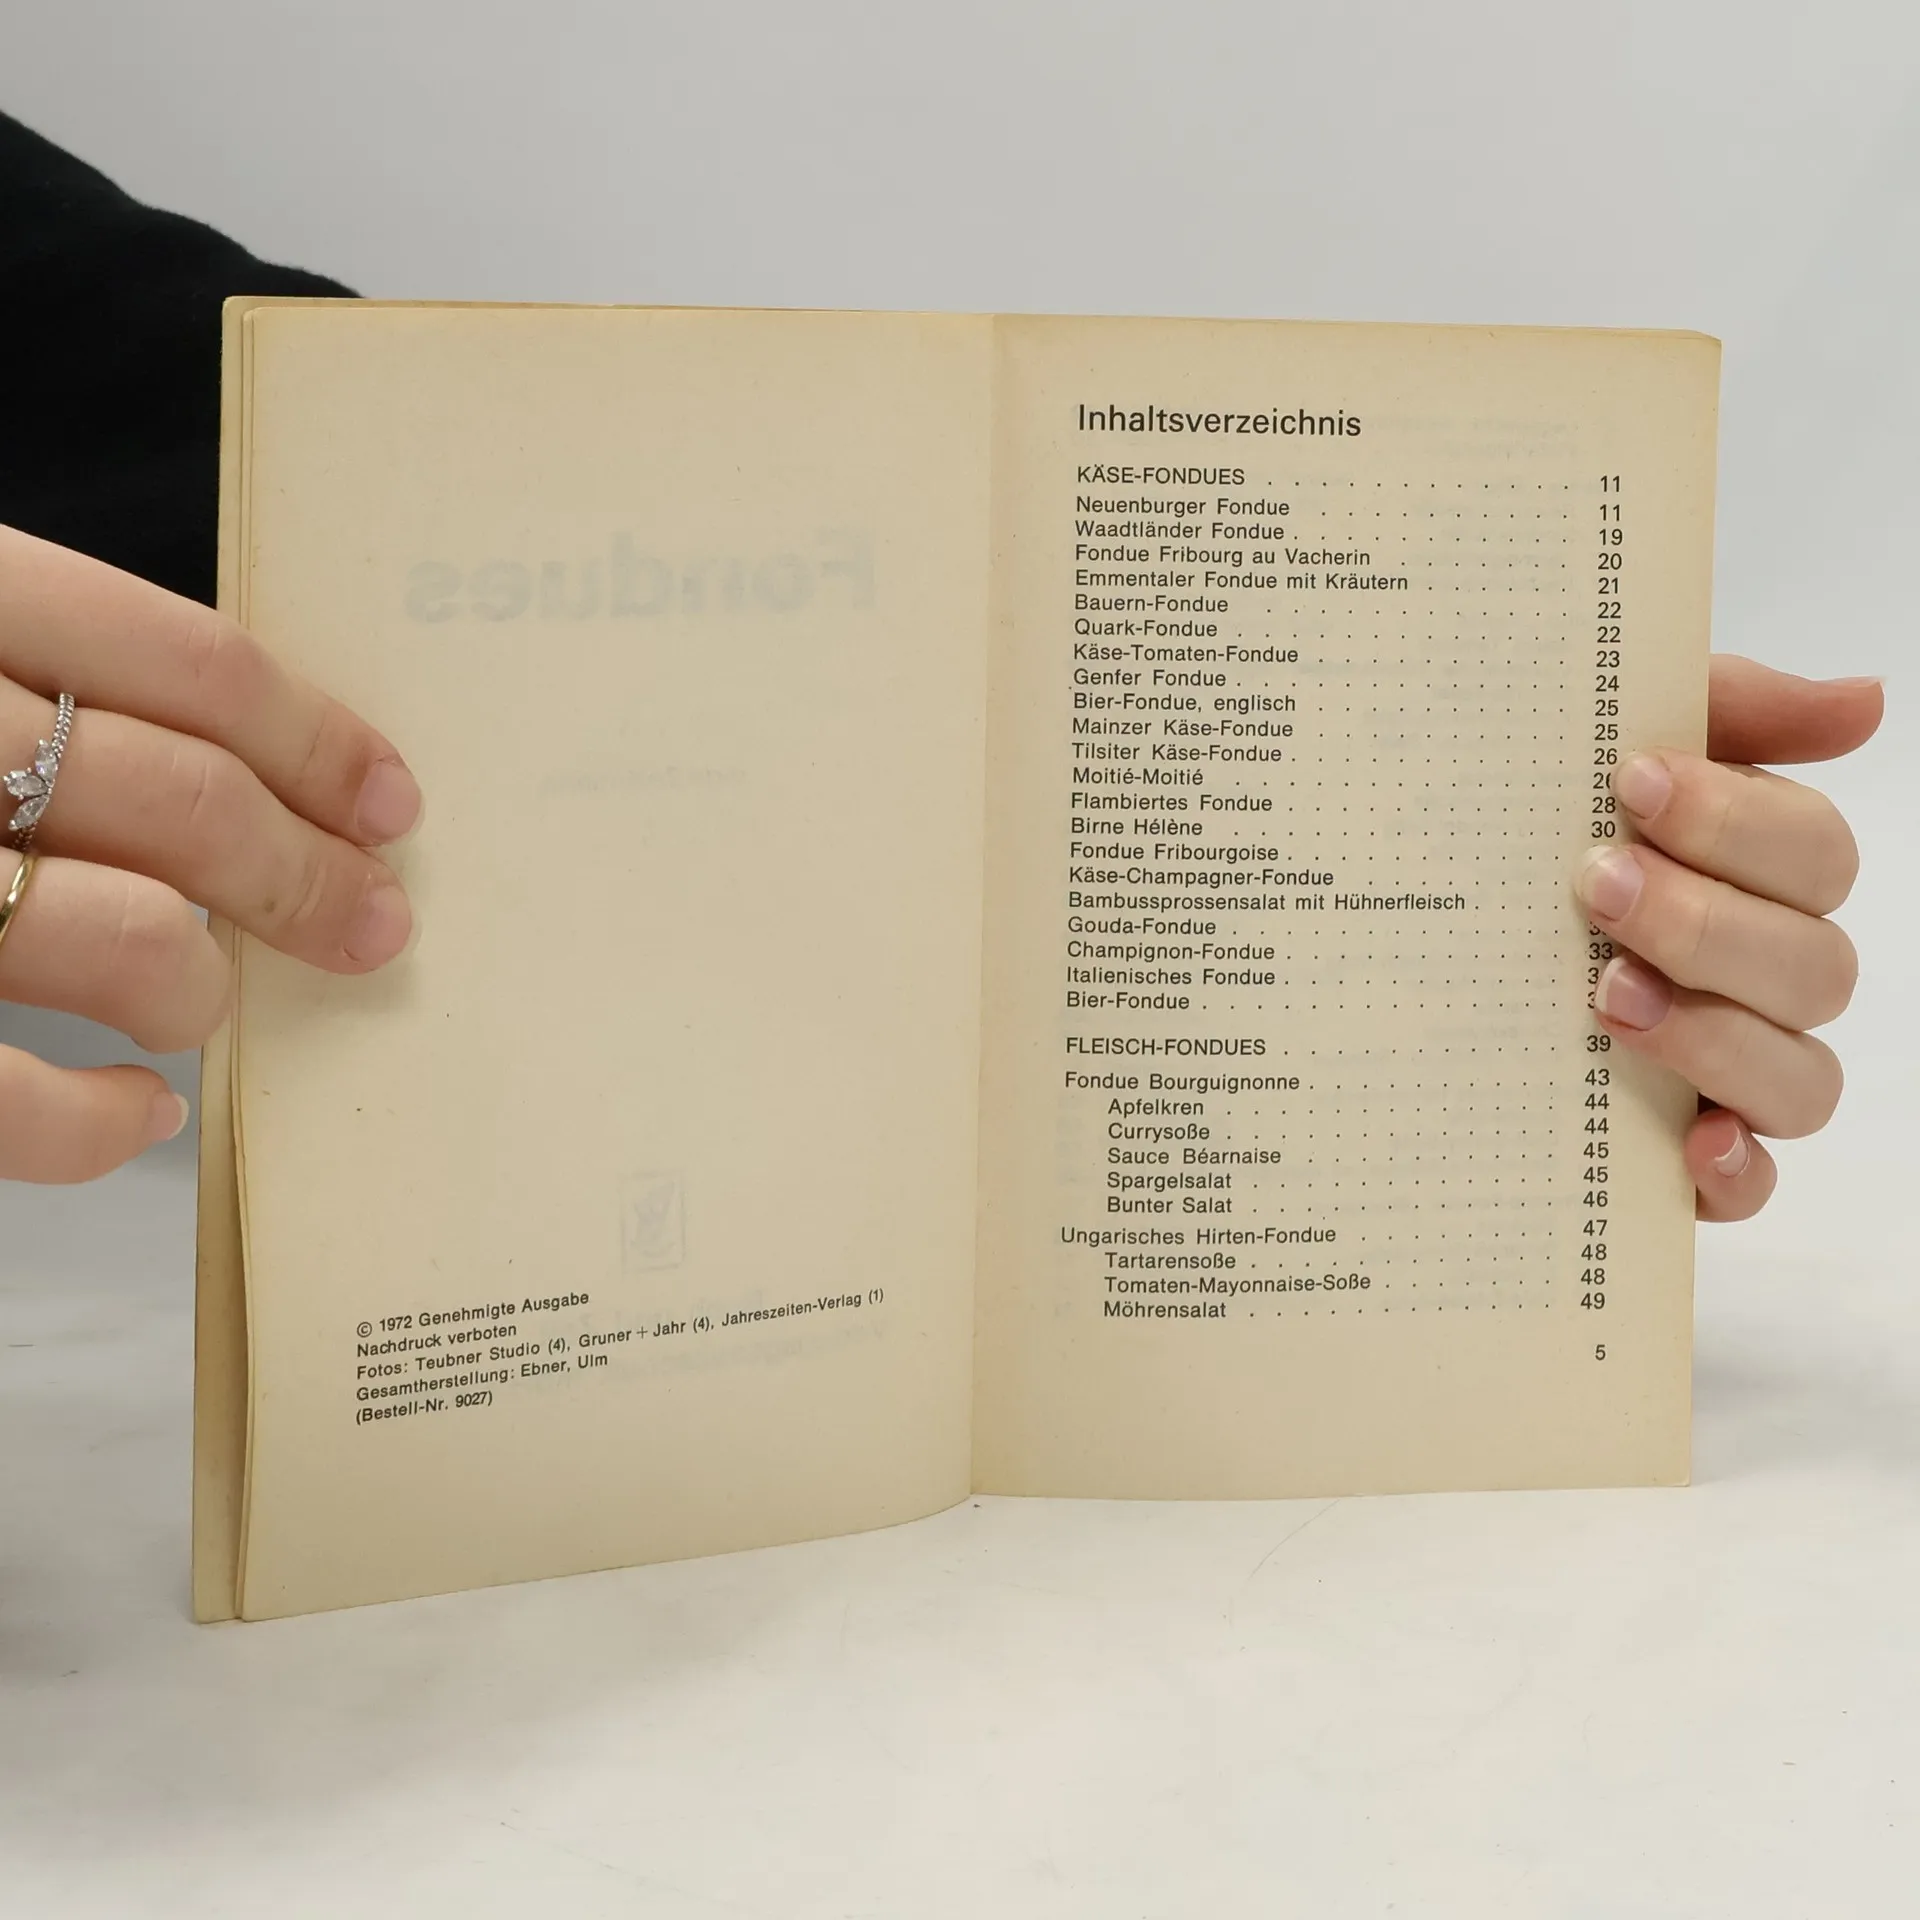 Fondues
© 1972 Genehmigte Ausgabe
Nachdruck verboten
Fotos: Teubner Studio (4), Gruner + Jahr (4), Jahreszeiten-Verlag (1)
Gesamtherstellung: Ebner, Ulm
(Bestell-Nr. 9027)
Inhaltsverzeichnis
KÄSE-FONDUES . . . . . . . . . . . . 11
Neuenburger Fondue . . . . . . . . . . 11
Waadtländer Fondue . . . . . . . . . . . 19
Fondue Fribourg au Vacherin . . . . . . . 20
Emmentaler Fondue mit Kräutern . . . . . . 21
Bauern-Fondue . . . . . . . . . . . . 22
Quark-Fondue . . . . . . . . . . . . . 22
Käse-Tomaten-Fondue . . . . . . . . . . 23
Genfer Fondue . . . . . . . . . . . . . 24
Bier-Fondue, englisch . . . . . . . . . . 25
Mainzer Käse-Fondue . . . . . . . . . . 25
Tilsiter Käse-Fondue . . . . . . . . . . . 26
Moitié-Moitié . . . . . . . . . . . . .
Flambiertes Fondue . . . . . . . . . . . 28
Birne Hélène . . . . . . . . . . . . . 30
Fondue Fribourgoise . . . . . . . . . . .
Käse-Champagner-Fondue . . . . . . . .
Bambussprossensalat mit Hühnerfleisch . . . .
Gouda-Fondue . . . . . . . . . . . . .
Champignon-Fondue . . . . . . . . . . . 33
Italienisches Fondue . . . . . . . . . . .
Bier-Fondue . . . . . . . . . . . . . .
FLEISCH-FONDUES . . . . . . . . . . . 39
Fondue Bourguignonne . . . . . . . . . . 43
Apfelkren . . . . . . . . . . . . . 44
Currysoße . . . . . . . . . . . . . 44
Sauce Béarnaise . . . . . . . . . . 45
Spargelsalat . . . . . . . . . . . . 45
Bunter Salat . . . . . . . . . . . . 46
Ungarisches Hirten-Fondue . . . . . . . . 47
Tartarensoße . . . . . . . . . . . . 48
Tomaten-Mayonnaise-Soße . . . . . . . 48
Möhrensalat . . . . . . . . . . . . 49
5